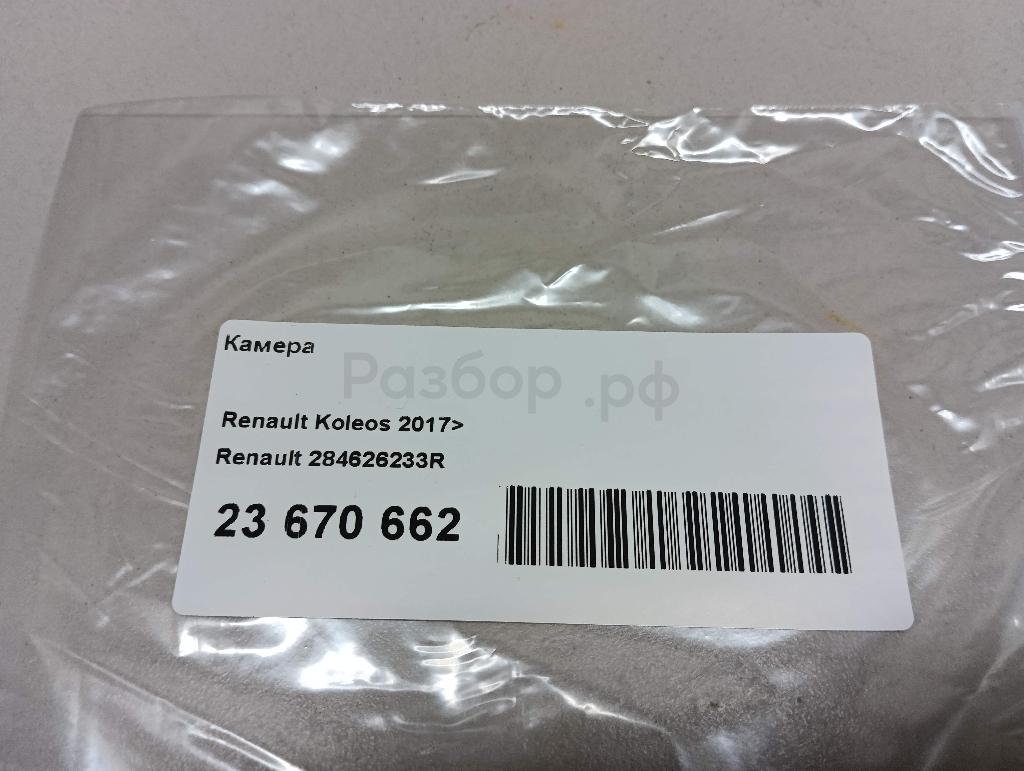 Камера
Разбор.рф
Renault Koleos 2017>
Renault 284626233R
23 670 662